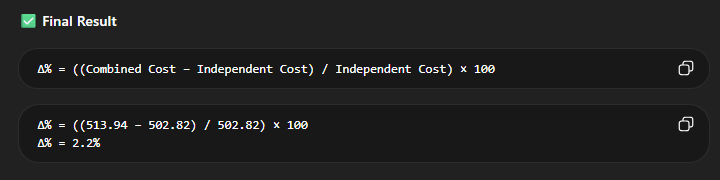 ✅ Final Result
Δ% = ((Combined Cost − Independent Cost) / Independent Cost) × 100
Δ% = ((513.94 − 502.82) / 502.82) × 100
Δ% = 2.2%